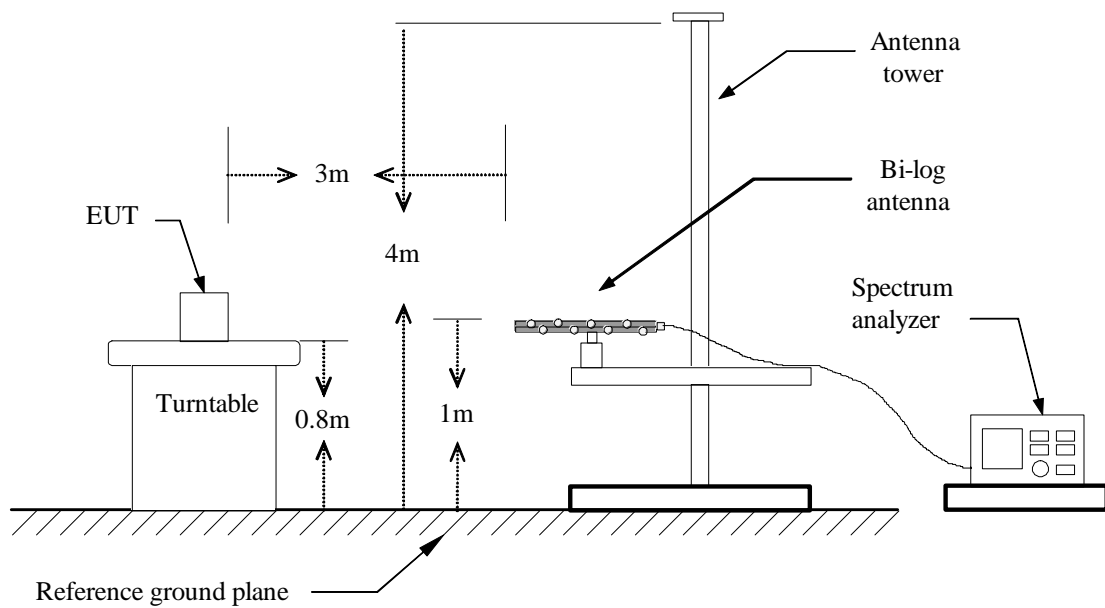 Antenna
tower
3m
Bi-log
antenna
EUT
4m
Spectrum
analyzer
Turntable
0.8m
1m
Reference ground plane